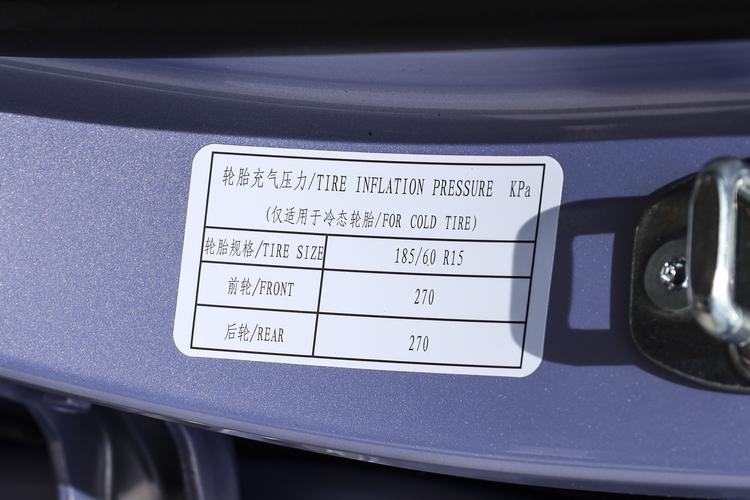 轮胎充气压力/TIRE INFLATION PRESSURE KPa
(仅适用于冷态轮胎/FOR COLD TIRE)
轮胎规格/TIRE SIZE 185/60 R15
前轮/FRONT 270
后轮/REAR 270